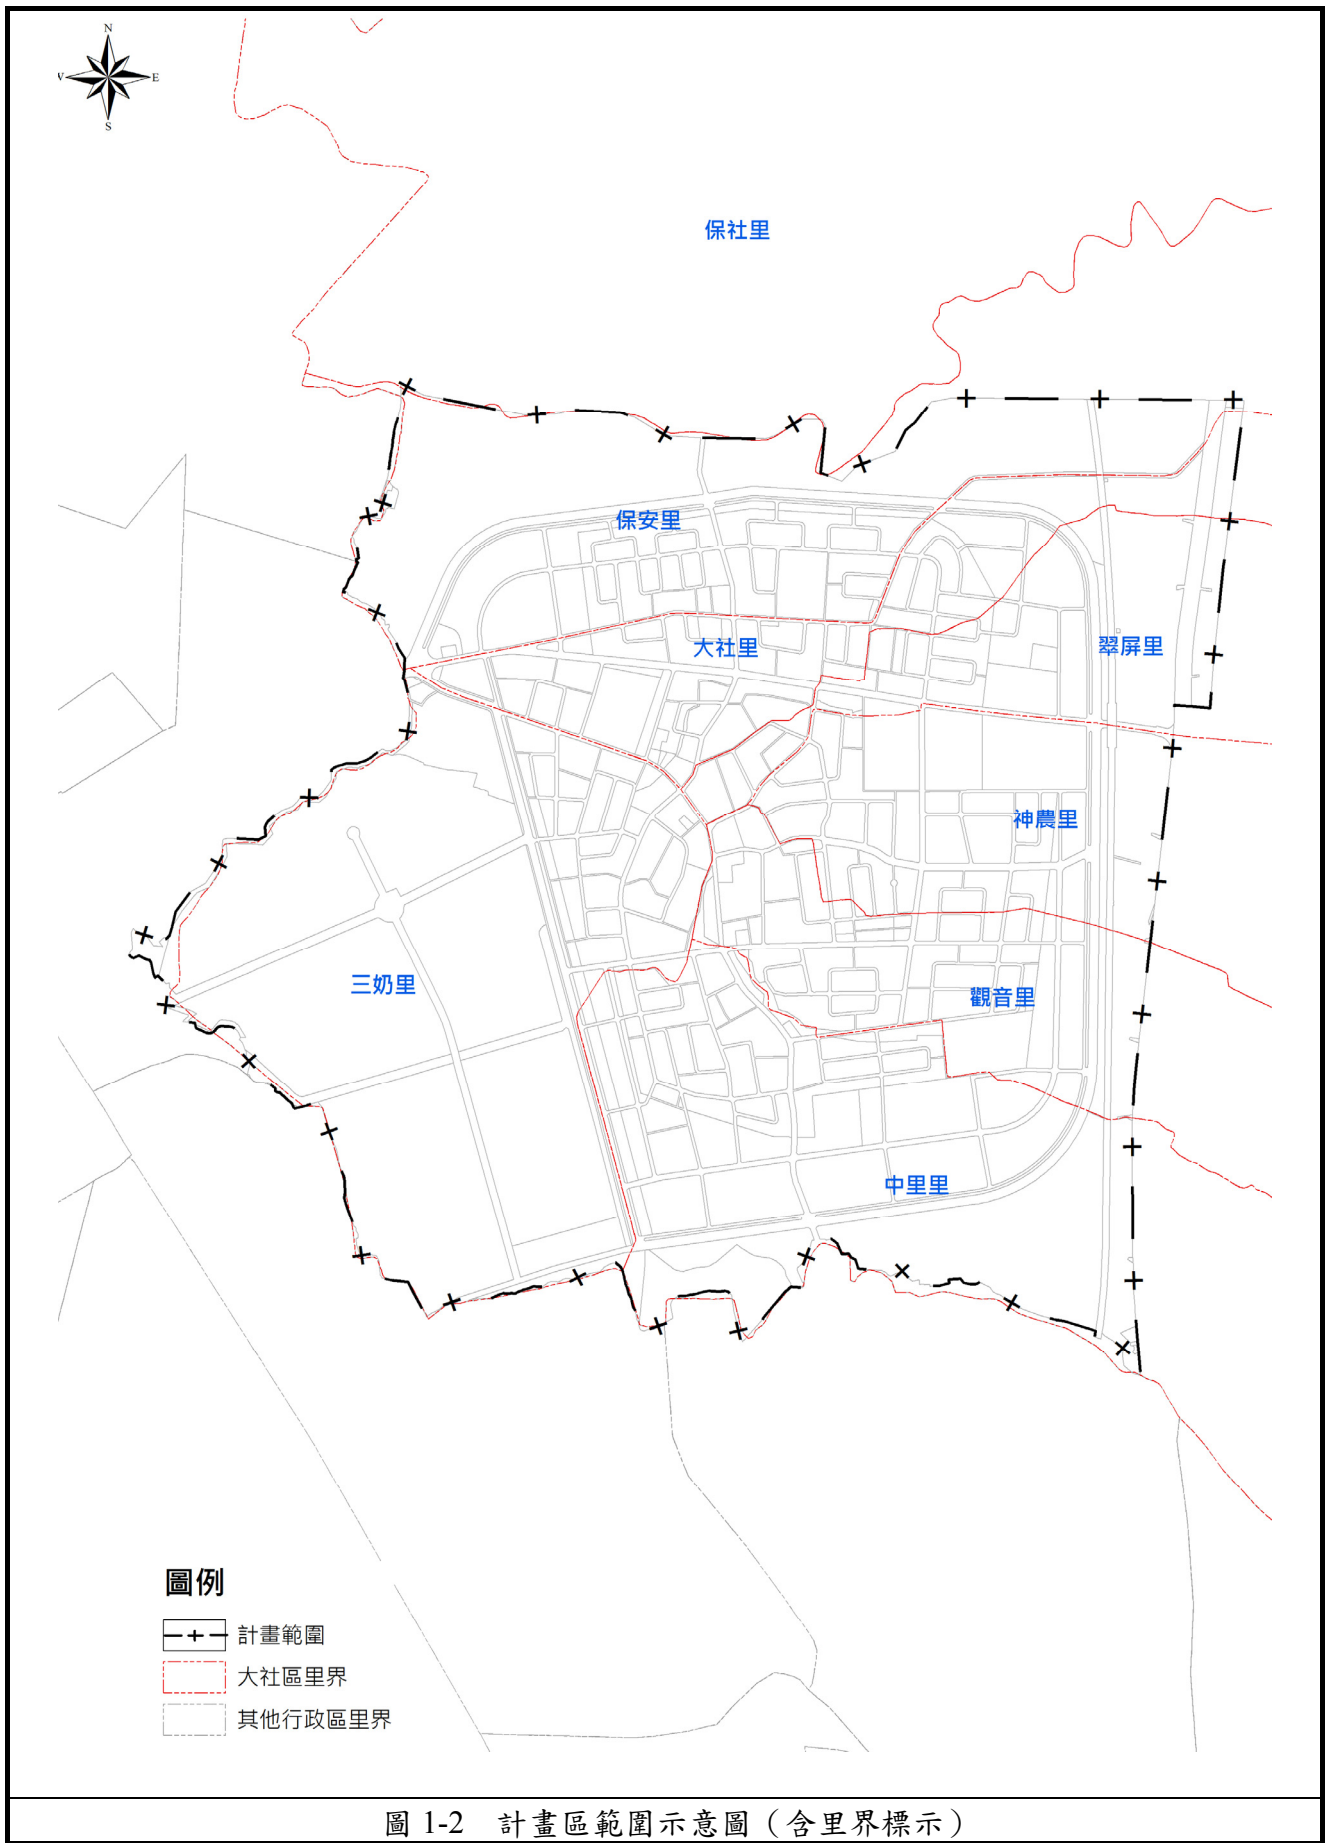 N
E
S
保社里
保安里
大社里
翠屏里
神農里
三奶里
觀音里
中里里
圖例
計畫範圍
大社區里界
其他行政區里界
圖 1-2 計畫區範圍示意圖（含里界標示）